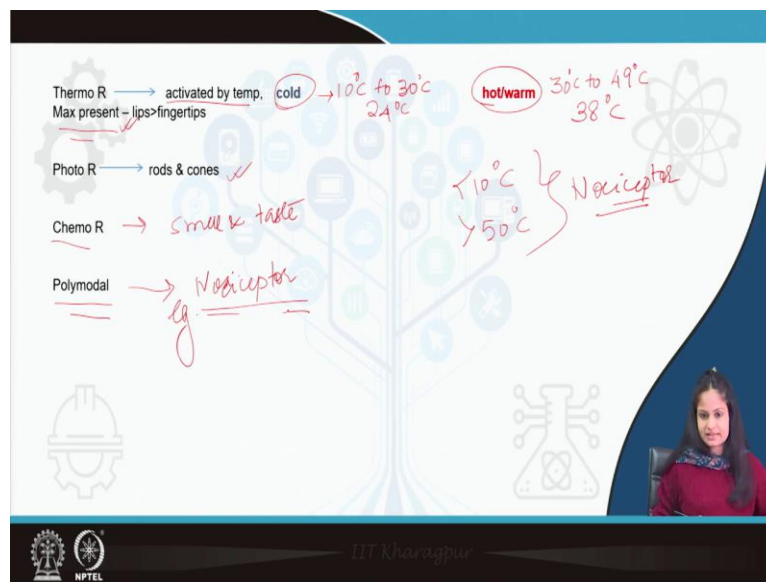 Thermo R → activated by temp, cold → 10°C to 30°C hot/warm 30°C to 49°C
24°C 38°C
Max present – lips>fingertips
Photo R → rods & cones
<10°C
>50°C
Nociceptor
Chemo R → smell & taste
Polymodal → Nociceptor
eg.
IIT Kharagpur
NPTEL